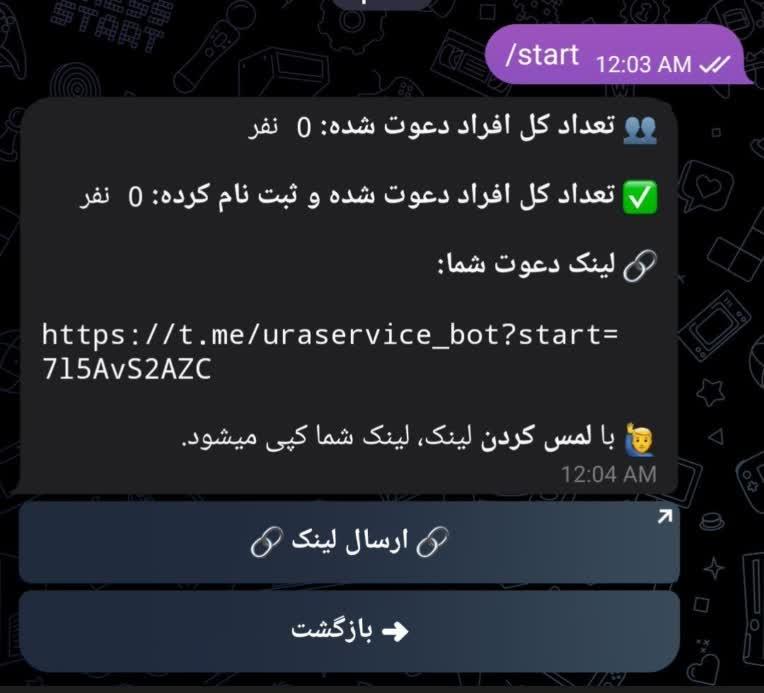 /start 12:03 AM
👥 تعداد کل افراد دعوت شده: 0 نفر
✅ تعداد کل افراد دعوت شده و ثبت نام کرده: 0 نفر
🔗 لینک دعوت شما:
https://t.me/uraservice_bot?start=
7l5AvS2AZC
🙋‍♂️ با لمس کردن لینک، لینک شما کپی میشود.
12:04 AM
🔗 ارسال لینک 🔗
➜ بازگشت